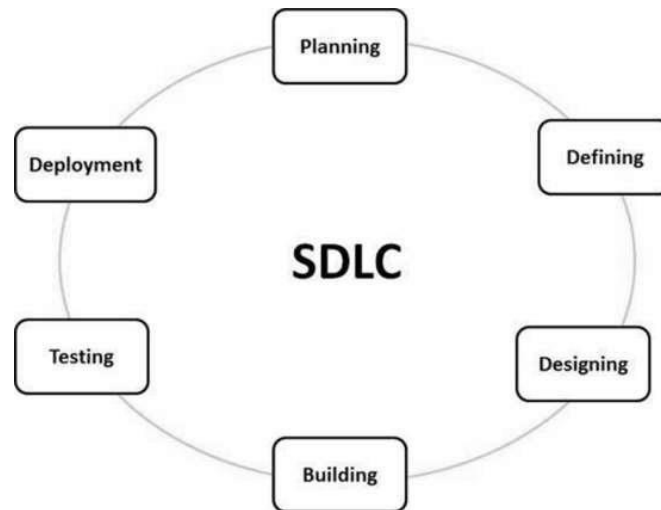 Planning
Defining
Designing
Building
Testing
Deployment
SDLC